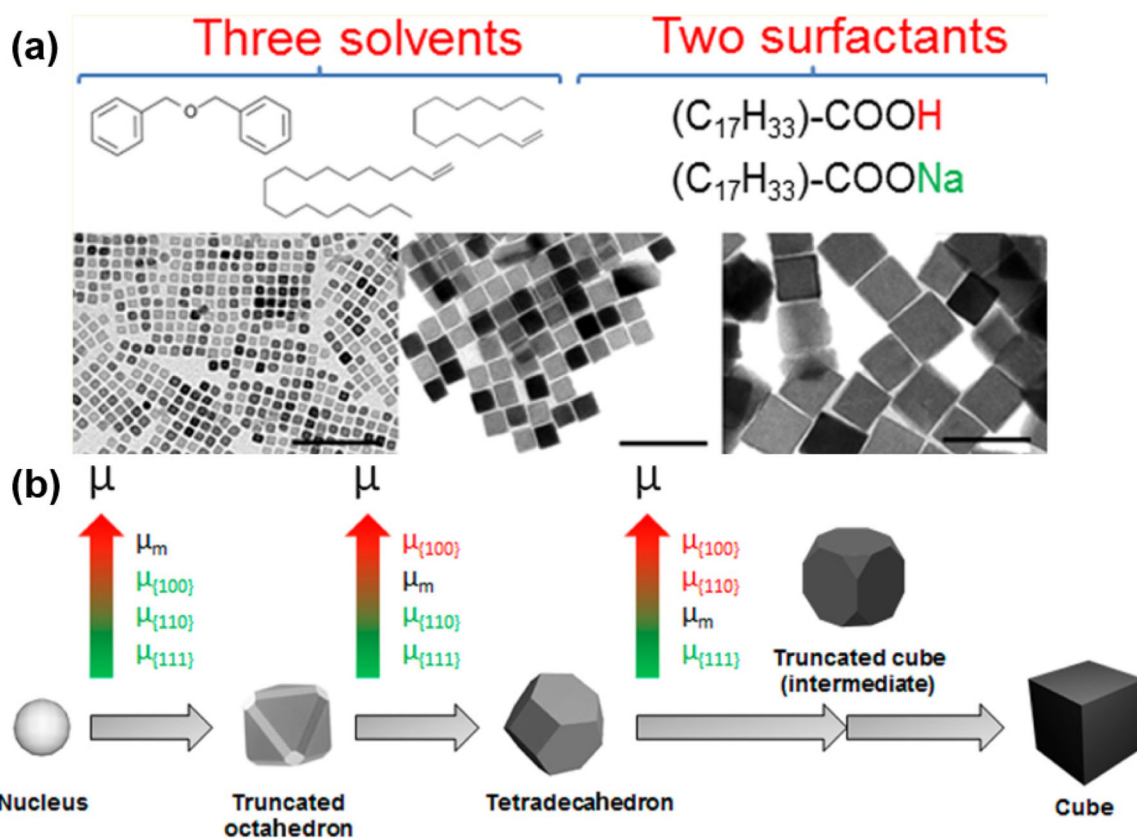 (a)
Three solvents
Two surfactants
O
(C₁₇H₃₃)-COOH
(C₁₇H₃₃)-COONa
(b)
μ
μₘ
μ{100}
μ{110}
μ{111}
μ
μ{100}
μₘ
μ{110}
μ{111}
μ
μ{100}
μ{110}
μₘ
μ{111}
Truncated cube
(intermediate)
Nucleus
Truncated
octahedron
Tetradecahedron
Cube